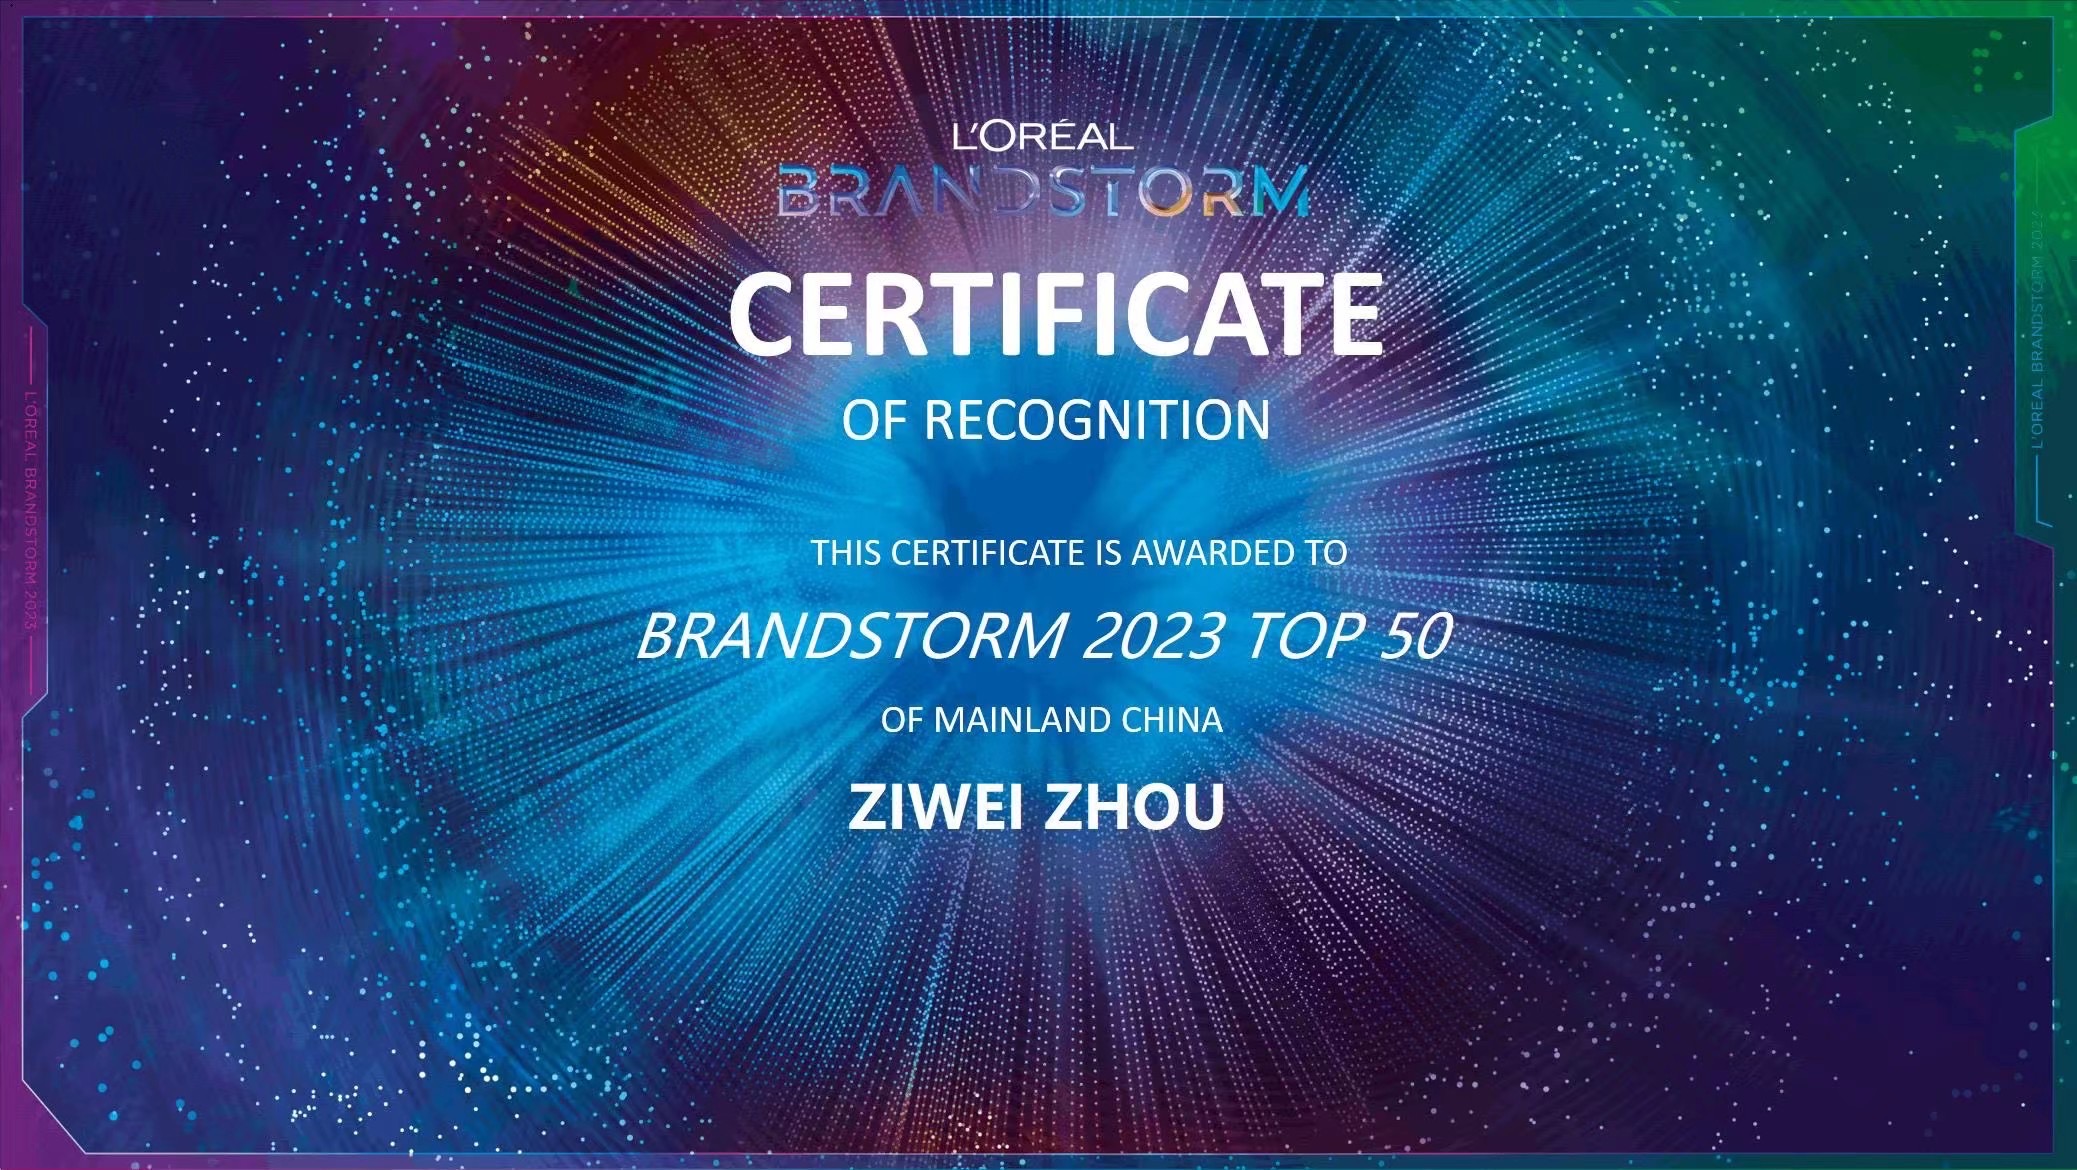 L'ORÉAL
BRANDSTORM
CERTIFICATE
OF RECOGNITION
THIS CERTIFICATE IS AWARDED TO
BRANDSTORM 2023 TOP 50
OF MAINLAND CHINA
ZIWEI ZHOU
L'ORÉAL BRANDSTORM 2023
L'ORÉAL BRANDSTORM